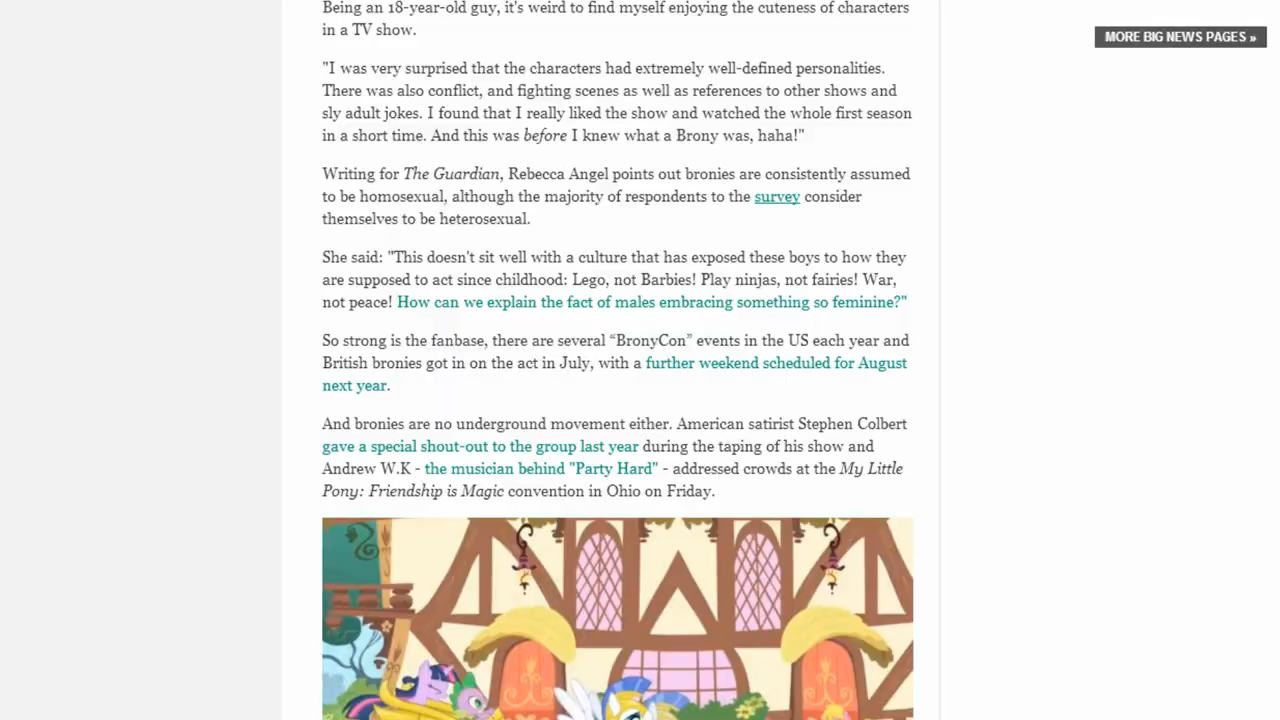 Being an 18-year-old guy, it's weird to find myself enjoying the cuteness of characters
in a TV show.
MORE BIG NEWS PAGES »
"I was very surprised that the characters had extremely well-defined personalities.
There was also conflict, and fighting scenes as well as references to other shows and
sly adult jokes. I found that I really liked the show and watched the whole first season
in a short time. And this was before I knew what a Brony was, haha!"
Writing for The Guardian, Rebecca Angel points out bronies are consistently assumed
to be homosexual, although the majority of respondents to the survey consider
themselves to be heterosexual.
She said: "This doesn't sit well with a culture that has exposed these boys to how they
are supposed to act since childhood: Lego, not Barbies! Play ninjas, not fairies! War,
not peace! How can we explain the fact of males embracing something so feminine?"
So strong is the fanbase, there are several “BronyCon” events in the US each year and
British bronies got in on the act in July, with a further weekend scheduled for August
next year.
And bronies are no underground movement either. American satirist Stephen Colbert
gave a special shout-out to the group last year during the taping of his show and
Andrew W.K - the musician behind "Party Hard" - addressed crowds at the My Little
Pony: Friendship is Magic convention in Ohio on Friday.